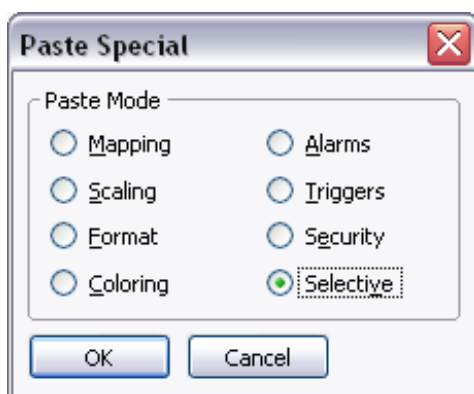 Paste Special
Paste Mode
Mapping
Alarms
Scaling
Triggers
Format
Security
Coloring
Selective
OK
Cancel